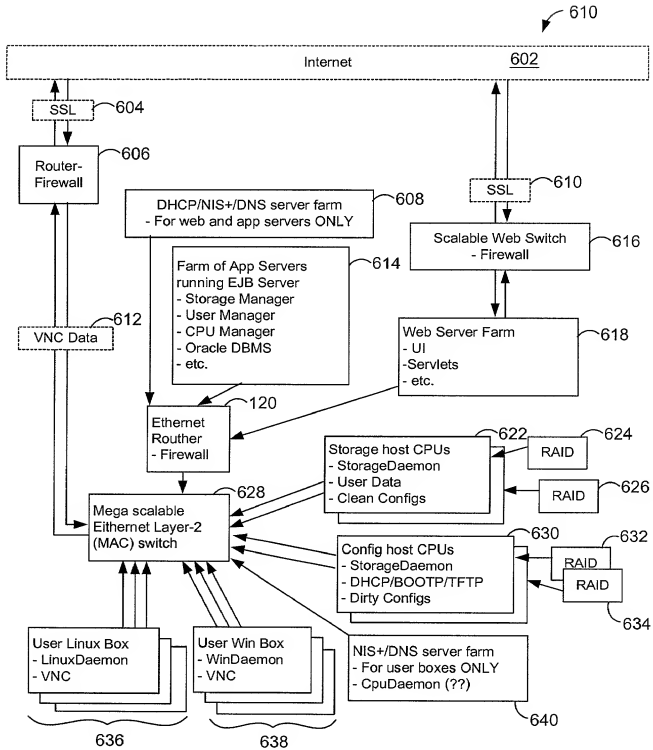 610
Internet
602
SSL
604
Router-
Firewall
606
SSL
610
DHCP/NIS+/DNS server farm
- For web and app servers ONLY
608
Scalable Web Switch
- Firewall
616
Farm of App Servers
running EJB Server
- Storage Manager
- User Manager
- CPU Manager
- Oracle DBMS
- etc.
614
VNC Data
612
Web Server Farm
- UI
-Servlets
- etc.
618
Ethernet
Routher
- Firewall
120
Storage host CPUs
- StorageDaemon
- User Data
- Clean Configs
622
RAID
624
RAID
626
Mega scalable
Eithernet Layer-2
(MAC) switch
628
Config host CPUs
- StorageDaemon
- DHCP/BOOTP/TFTP
- Dirty Configs
630
RAID
632
RAID
634
User Linux Box
- LinuxDaemon
- VNC
636
User Win Box
- WinDaemon
- VNC
638
NIS+/DNS server farm
- For user boxes ONLY
- CpuDaemon (??)
640